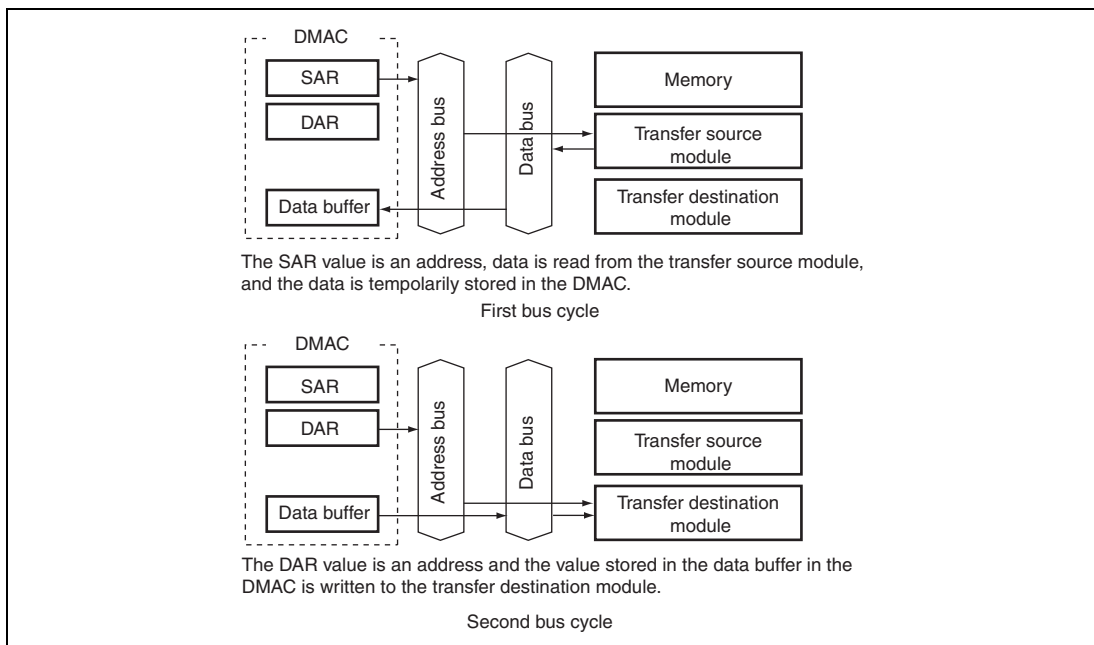 DMAC
SAR
DAR
Data buffer
Address bus
Data bus
Memory
Transfer source
module
Transfer destination
module
The SAR value is an address, data is read from the transfer source module,
and the data is tempolarily stored in the DMAC.
First bus cycle
DMAC
SAR
DAR
Data buffer
Address bus
Data bus
Memory
Transfer source
module
Transfer destination
module
The DAR value is an address and the value stored in the data buffer in the
DMAC is written to the transfer destination module.
Second bus cycle